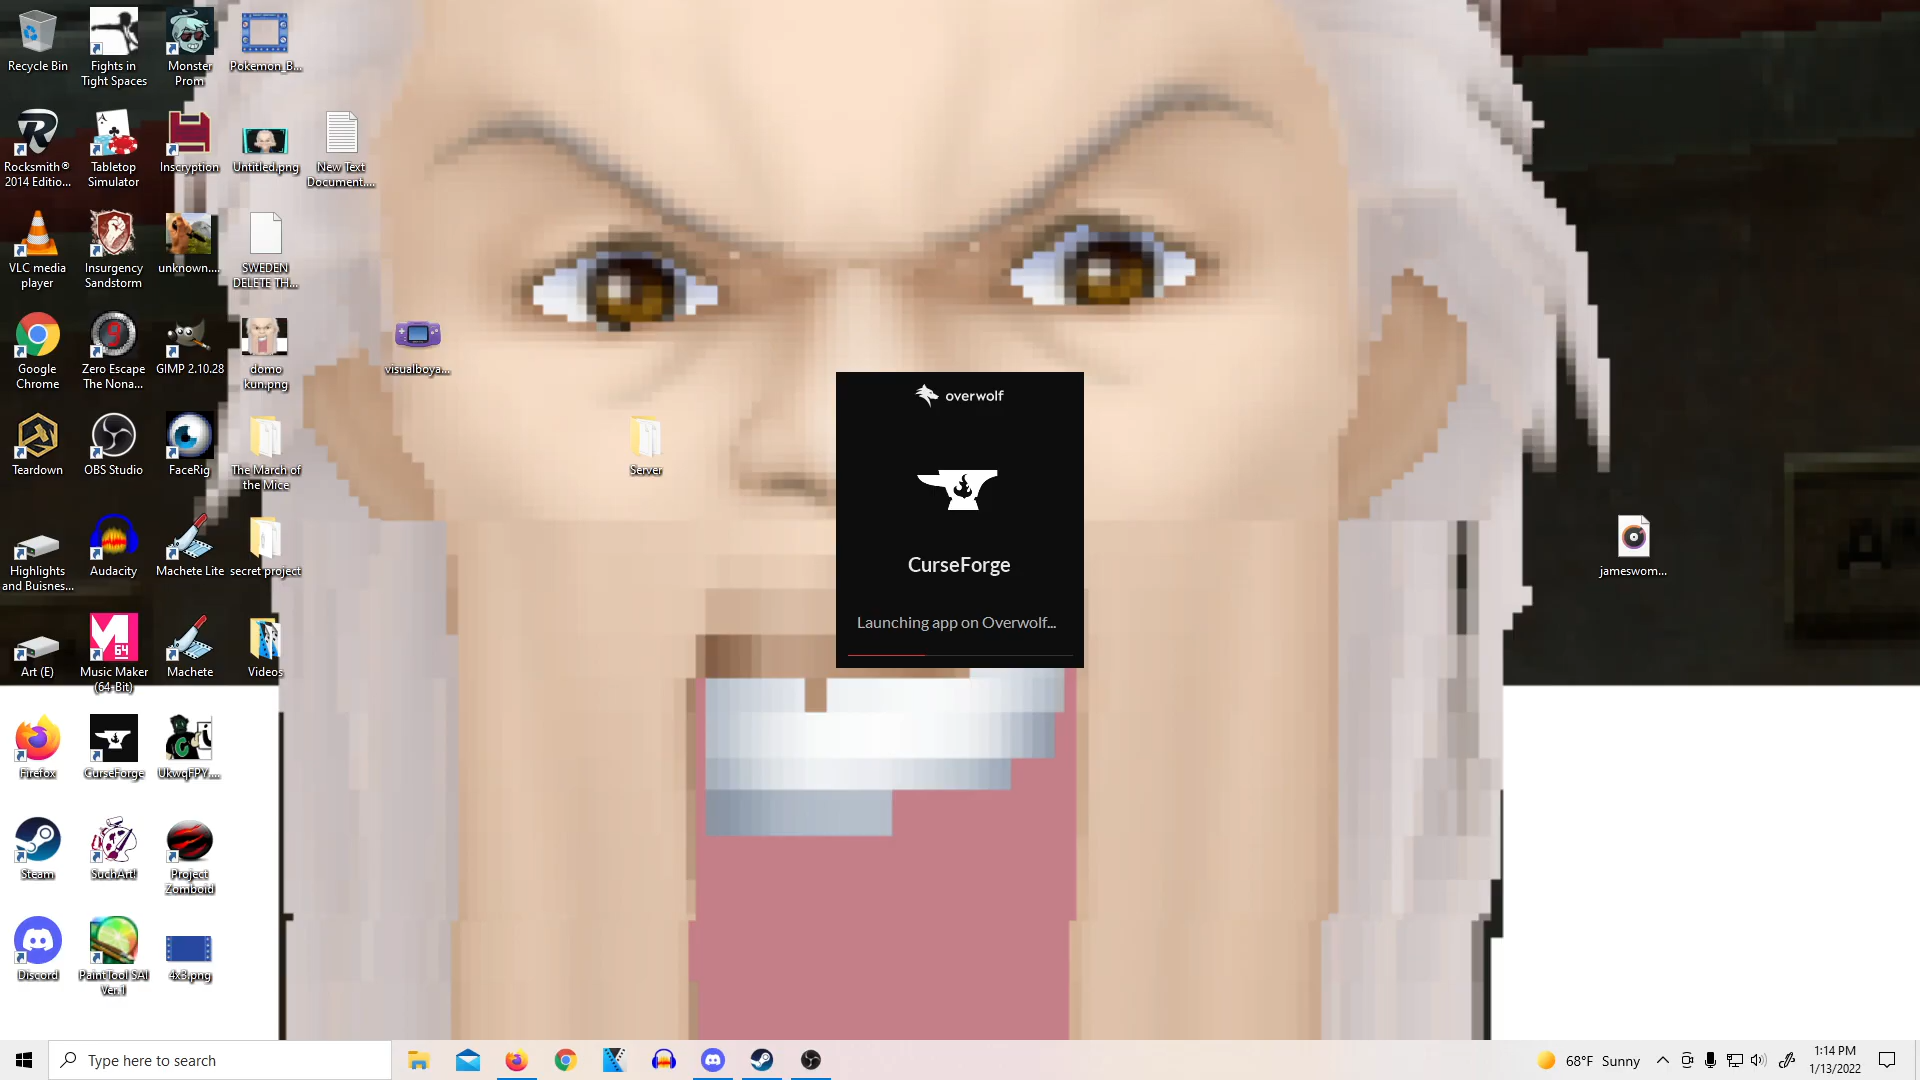 Recycle Bin
Fights in
Tight Spaces
Monster
Prom
Pokemon_B...
Rocksmith®
2014 Editio...
Tabletop
Simulator
Inscryption
Untitled.png
New Text
Document....
VLC media
player
Insurgency
Sandstorm
unknown....
SWEDEN
DELETE TH...
Google
Chrome
Zero Escape
The Nona...
GIMP 2.10.28
domo
kun.png
visualboya...
Teardown
OBS Studio
FaceRig
The March of
the Mice
Server
Highlights
and Buisnes...
Audacity
Machete Lite
secret project
Art (E)
Music Maker
(64-Bit)
Machete
Videos
Firefox
CurseForge
UkwqFPY....
Steam
SuchArt!
Project
Zomboid
Discord
PaintTool SAI
Ver.1
4x3.png
overwolf
CurseForge
Launching app on Overwolf...
jameswom...
Type here to search
68°F Sunny
1:14 PM
1/13/2022